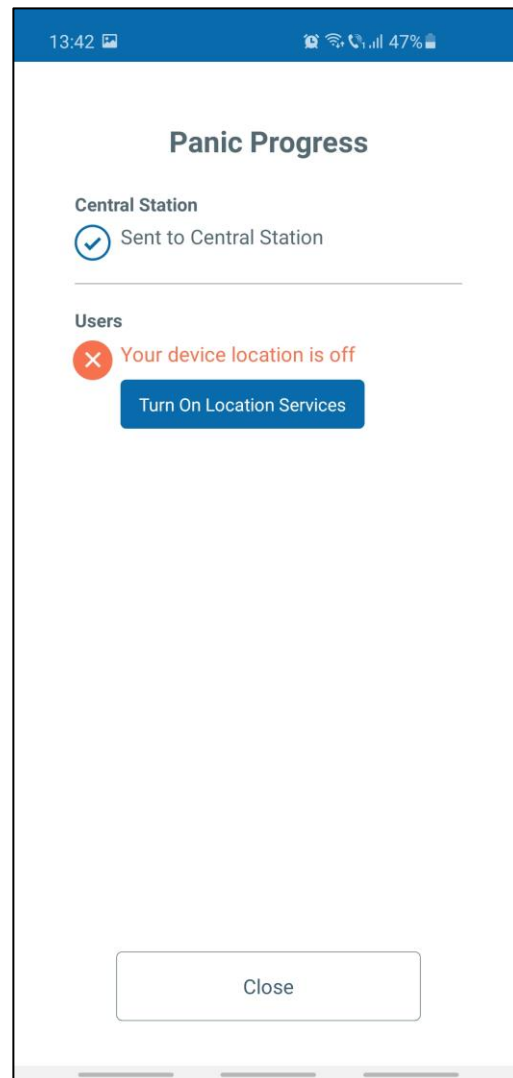 13:42 47%
Panic Progress
Central Station
Sent to Central Station
Users
Your device location is off
Turn On Location Services
Close